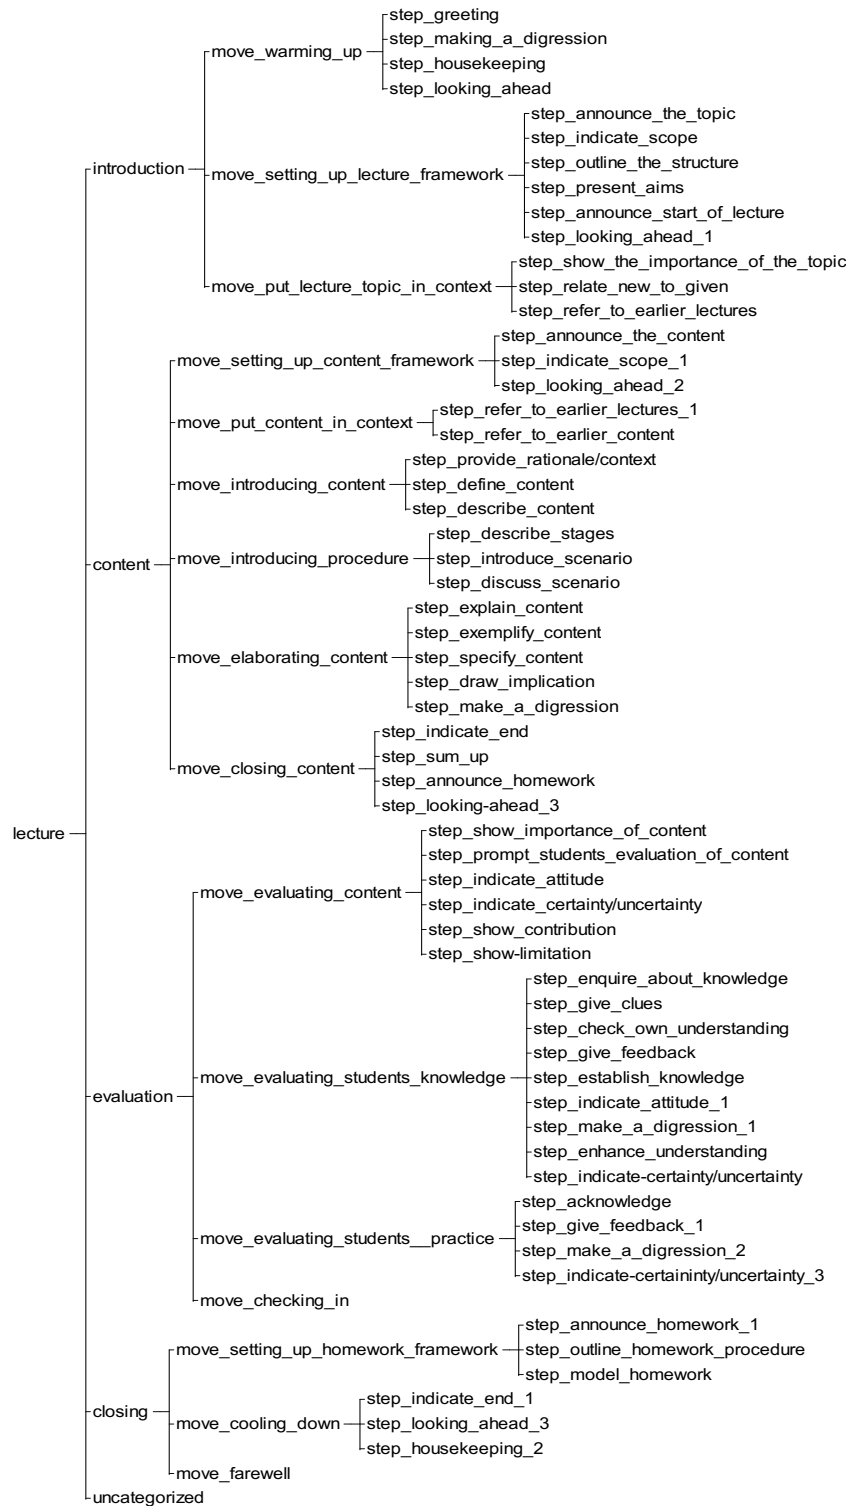 step_greeting
step_making_a_digression
move_warming_up
step_housekeeping
step_looking_ahead
step_announce_the_topic
step_indicate_scope
step_outline_the_structure
introduction
move_setting_up_lecture_framework
step_present_aims
step_announce_start_of_lecture
step_looking_ahead_1
step_show_the_importance_of_the_topic
move_put_lecture_topic_in_context
step_relate_new_to_given
step_refer_to_earlier_lectures
step_announce_the_content
move_setting_up_content_framework
step_indicate_scope_1
step_looking_ahead_2
step_refer_to_earlier_lectures_1
move_put_content_in_context
step_refer_to_earlier_content
step_provide_rationale/context
move_introducing_content
step_define_content
step_describe_content
step_describe_stages
content
move_introducing_procedure
step_introduce_scenario
step_discuss_scenario
step_explain_content
step_exemplify_content
move_elaborating_content
step_specify_content
step_draw_implication
step_make_a_digression
step_indicate_end
step_sum_up
move_closing_content
step_announce_homework
step_looking-ahead_3
lecture
step_show_importance_of_content
step_prompt_students_evaluation_of_content
step_indicate_attitude
move_evaluating_content
step_indicate_certainty/uncertainty
step_show_contribution
step_show-limitation
step_enquire_about_knowledge
step_give_clues
step_check_own_understanding
step_give_feedback
evaluation
move_evaluating_students_knowledge
step_establish_knowledge
step_indicate_attitude_1
step_make_a_digression_1
step_enhance_understanding
step_indicate-certainty/uncertainty
step_acknowledge
step_give_feedback_1
move_evaluating_students__practice
step_make_a_digression_2
step_indicate-certaininty/uncertainty_3
move_checking_in
step_announce_homework_1
move_setting_up_homework_framework
step_outline_homework_procedure
step_model_homework
closing
step_indicate_end_1
move_cooling_down
step_looking_ahead_3
step_housekeeping_2
move_farewell
uncategorized